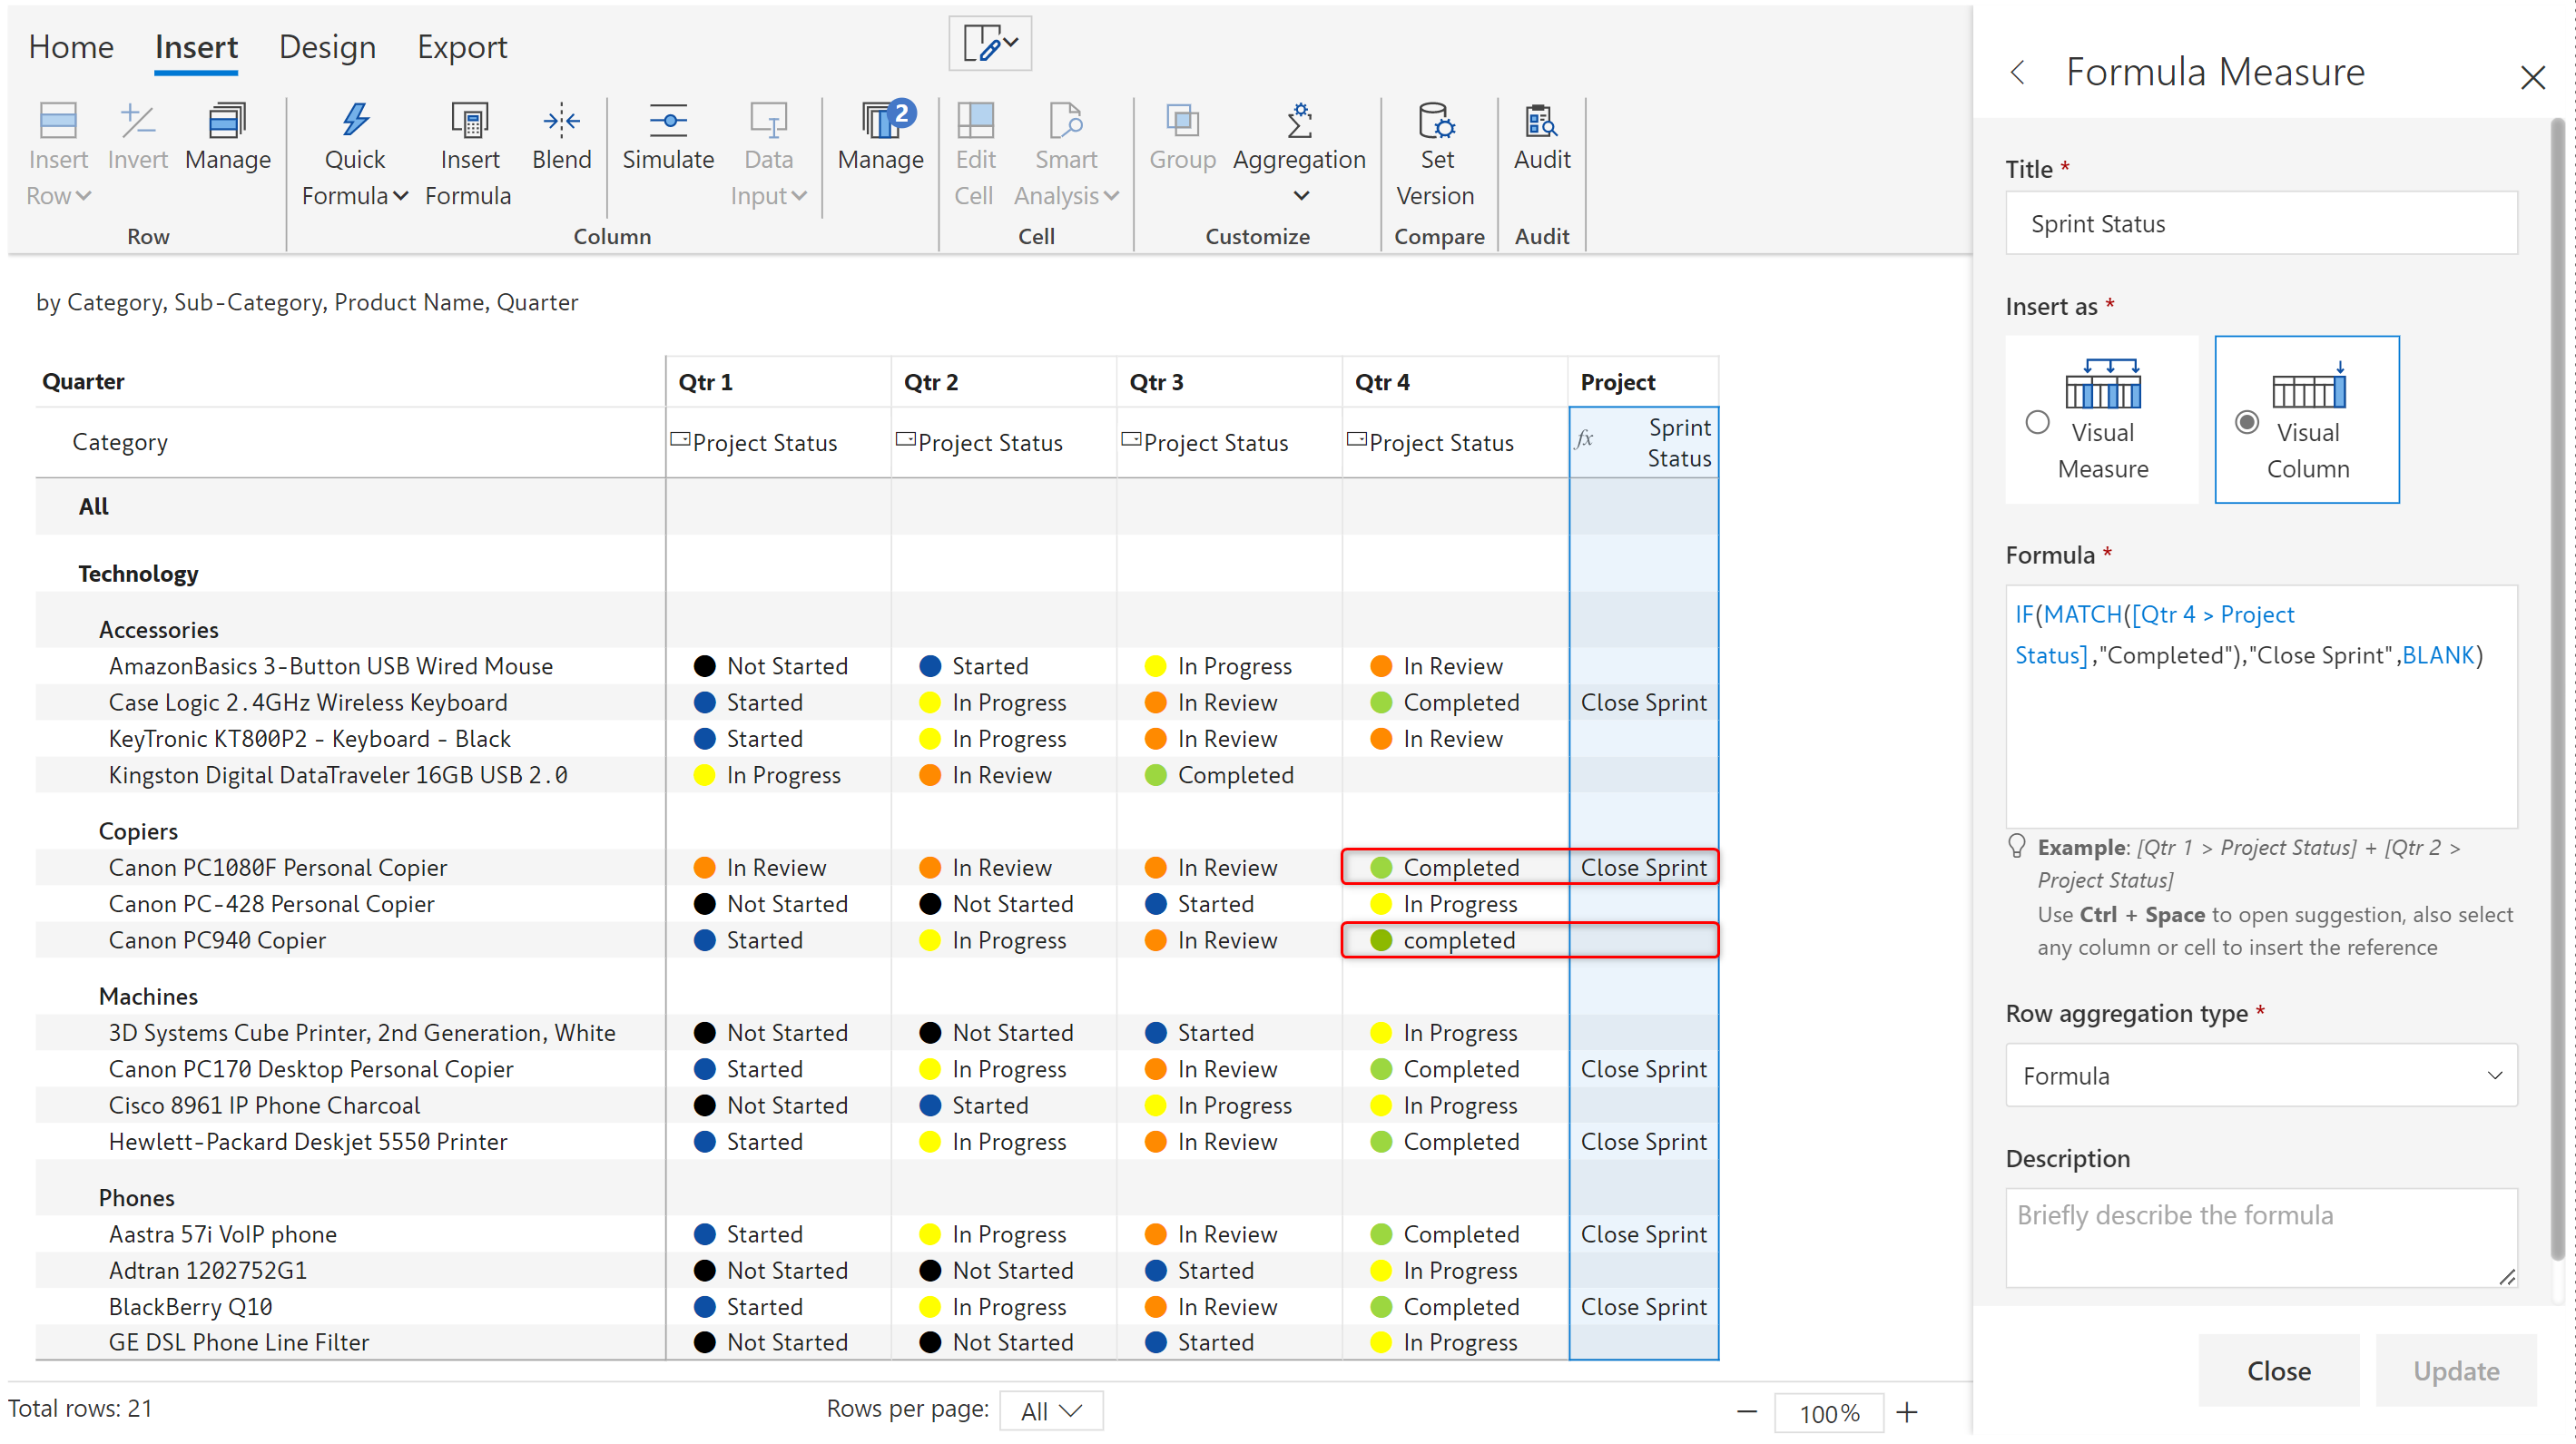 Home Insert Design Export
Insert Row Invert Manage Quick Formula Insert Formula Blend Simulate Data Input Manage 2 Edit Cell Smart Analysis Group Aggregation Set Version Audit
Row Column Cell Customize Compare Audit
by Category, Sub-Category, Product Name, Quarter
Quarter Qtr 1 Qtr 2 Qtr 3 Qtr 4 Project
Category Project Status Project Status Project Status Project Status fx Sprint Status
All
Technology
Accessories
AmazonBasics 3-Button USB Wired Mouse Not Started Started In Progress In Review
Case Logic 2.4GHz Wireless Keyboard Started In Progress In Review Completed Close Sprint
KeyTronic KT800P2 - Keyboard - Black Started In Progress In Review In Review
Kingston Digital DataTraveler 16GB USB 2.0 In Progress In Review Completed
Copiers
Canon PC1080F Personal Copier In Review In Review In Review Completed Close Sprint
Canon PC-428 Personal Copier Not Started Not Started Started In Progress
Canon PC940 Copier Started In Progress In Review completed
Machines
3D Systems Cube Printer, 2nd Generation, White Not Started Not Started Started In Progress
Canon PC170 Desktop Personal Copier Started In Progress In Review Completed Close Sprint
Cisco 8961 IP Phone Charcoal Not Started Started In Progress In Progress
Hewlett-Packard Deskjet 5550 Printer Started In Progress In Review Completed Close Sprint
Phones
Aastra 57i VoIP phone Started In Progress In Review Completed Close Sprint
Adtran 1202752G1 Not Started Not Started Started In Progress
BlackBerry Q10 Started In Progress In Review Completed Close Sprint
GE DSL Phone Line Filter Not Started Not Started Started In Progress
Total rows: 21 Rows per page: All 100%
Formula Measure
Title *
Sprint Status
Insert as *
Visual Measure Visual Column
Formula *
IF(MATCH([Qtr 4 > Project
Status],"Completed"),"Close Sprint",BLANK)
Example: [Qtr 1 > Project Status] + [Qtr 2 >
Project Status]
Use Ctrl + Space to open suggestion, also select
any column or cell to insert the reference
Row aggregation type *
Formula
Description
Briefly describe the formula
Close Update